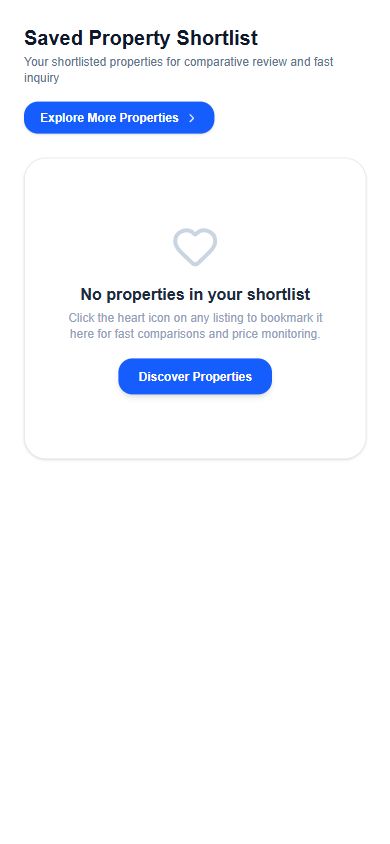 Saved Property Shortlist
Your shortlisted properties for comparative review and fast
inquiry
Explore More Properties
No properties in your shortlist
Click the heart icon on any listing to bookmark it
here for fast comparisons and price monitoring.
Discover Properties